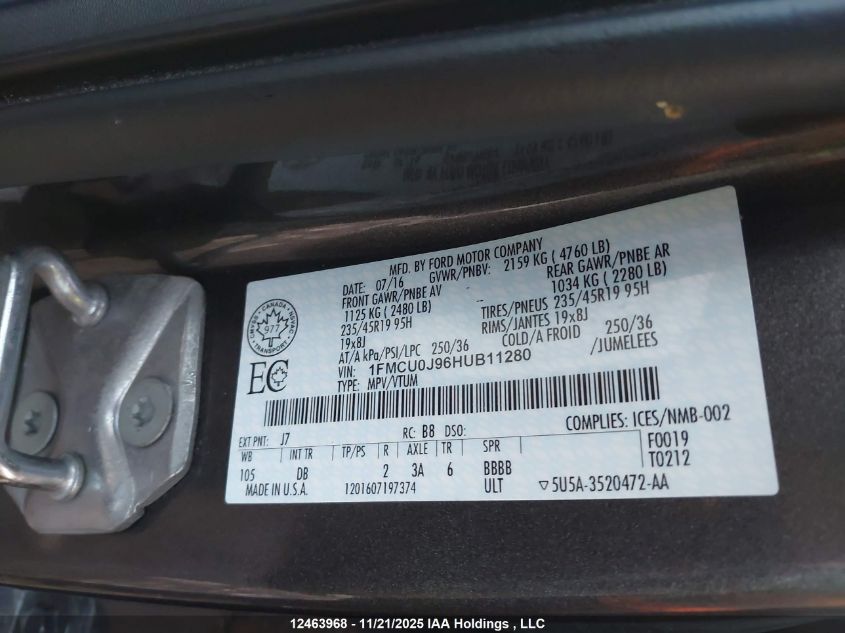 MFD. BY FORD MOTOR COMPANY
DATE: 07/16 GVWR/PNBV: 2159 KG ( 4760 LB)
FRONT GAWR/PNBE AV REAR GAWR/PNBE AR
1125 KG ( 2480 LB) 1034 KG ( 2280 LB)
235/45R19 95H TIRES/PNEUS 235/45R19 95H
19x8J RIMS/JANTES 19x8J
AT/A kPa/PSI/LPC 250/36 COLD/A FROID 250/36
VIN: 1FMCU0J96HUB11280 /JUMELEES
TYPE: MPV/VTUM
CANADA
977
TRANSPORT
EC
COMPLIES: ICES/NMB-002
EXT PNT: J7 RC: B8 DSO: F0019
WB INT TR TP/PS R AXLE TR SPR T0212
105 DB 2 3A 6 BBBB
MADE IN U.S.A. 1201607197374 ULT 5U5A-3520472-AA
12463968 - 11/21/2025 IAA Holdings , LLC